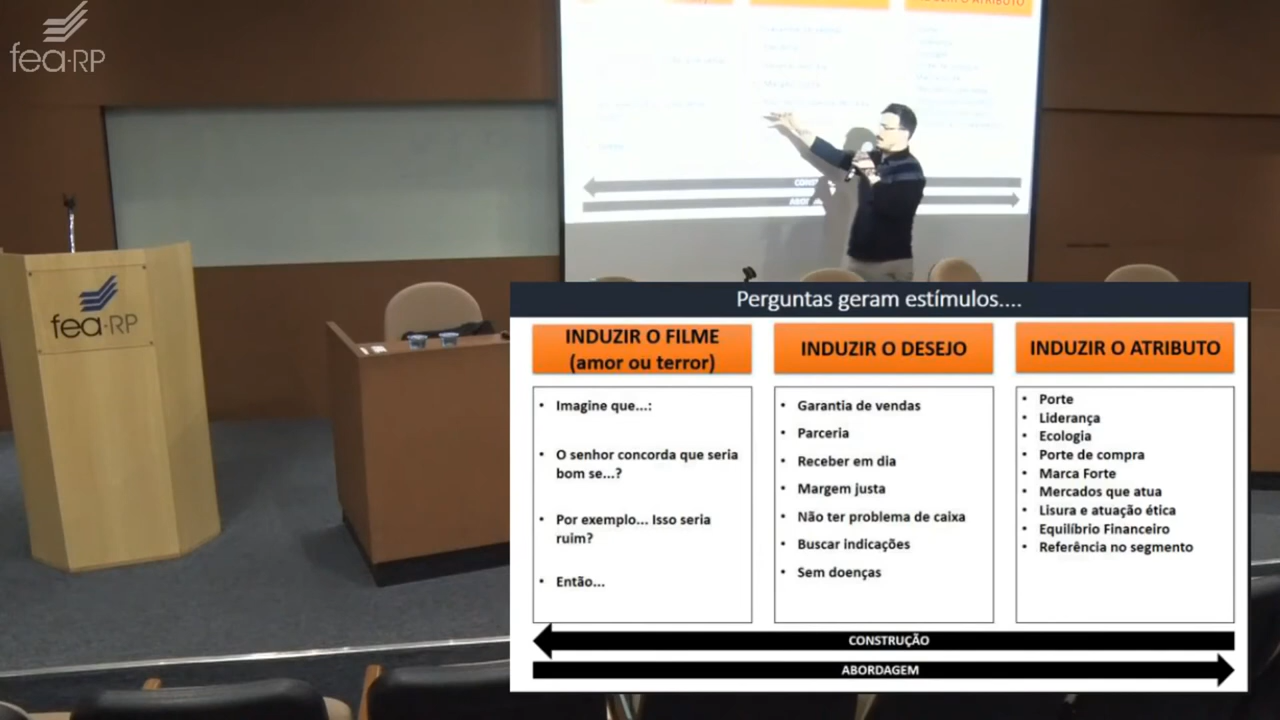 fea-RP
fea-RP
Perguntas geram estímulos....
INDUZIR O FILME
(amor ou terror)
• Imagine que...:
• O senhor concorda que seria
bom se...?
• Por exemplo... Isso seria
ruim?
• Então...
INDUZIR O DESEJO
• Garantia de vendas
• Parceria
• Receber em dia
• Margem justa
• Não ter problema de caixa
• Buscar indicações
• Sem doenças
INDUZIR O ATRIBUTO
• Porte
• Liderança
• Ecologia
• Porte de compra
• Marca Forte
• Mercados que atua
• Lisura e atuação ética
• Equilíbrio Financeiro
• Referência no segmento
CONSTRUÇÃO
ABORDAGEM